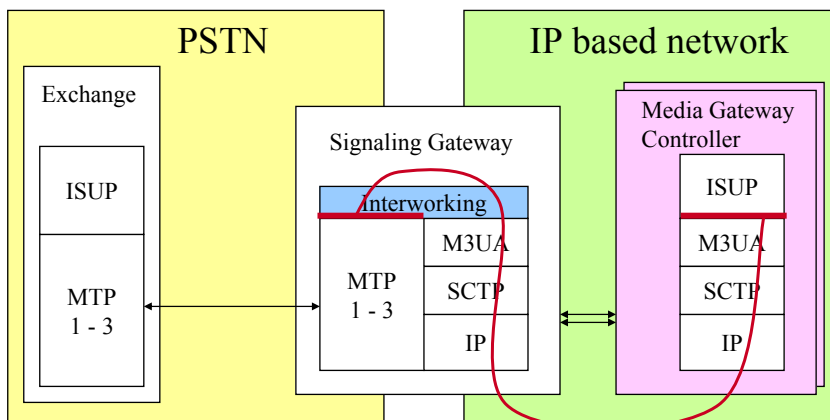 PSTN
IP based network
Exchange
ISUP
MTP
1 - 3
Signaling Gateway
Interworking
MTP
1 - 3
M3UA
SCTP
IP
Media Gateway
Controller
ISUP
M3UA
SCTP
IP